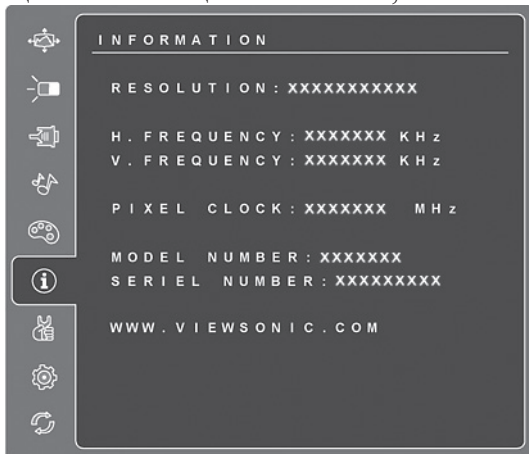 INFORMATION
RESOLUTION: XXXXXXXXXXX
H. FREQUENCY: XXXXXXX KHz
V. FREQUENCY: XXXXXXX KHz
PIXEL CLOCK: XXXXXXX MHz
MODEL NUMBER: XXXXXXX
SERIEL NUMBER: XXXXXXXXX
WWW.VIEWSONIC.COM